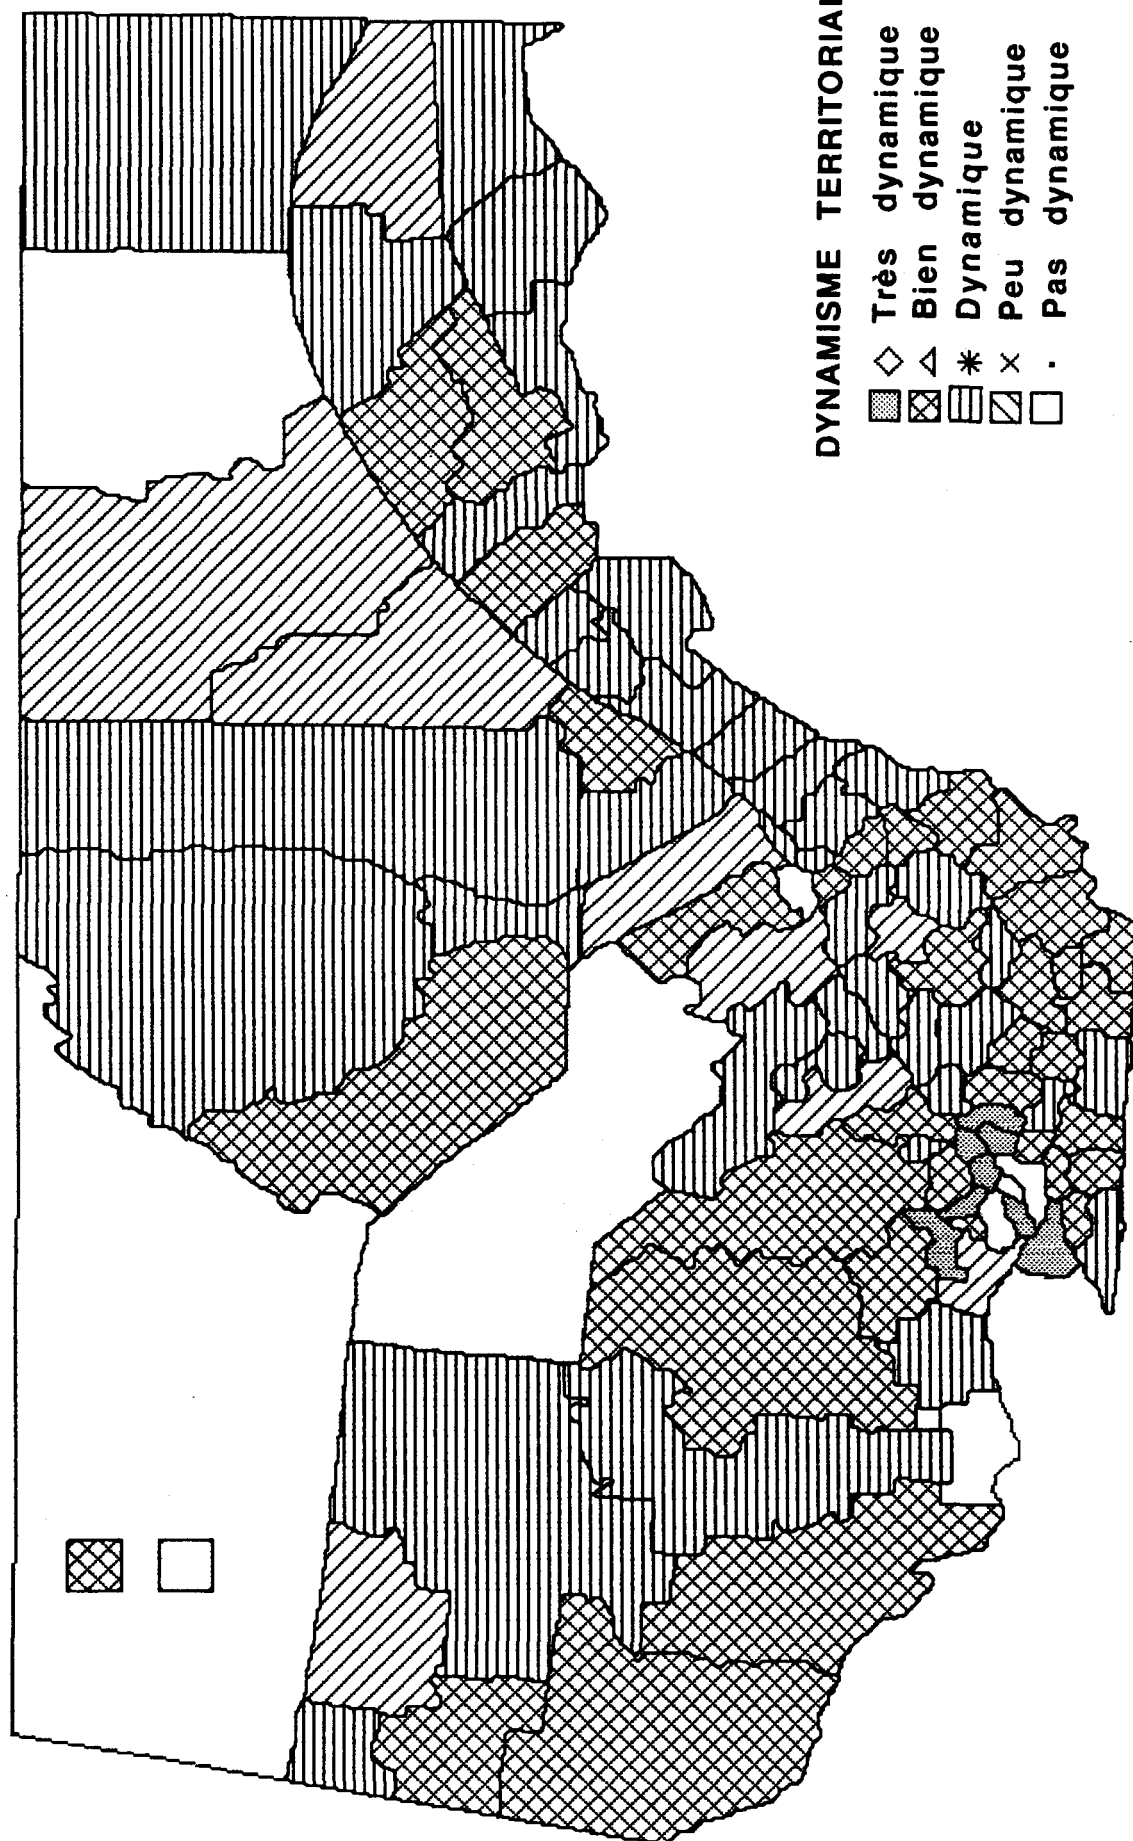 DYNAMISME TERRITORIAL
◇ Très dynamique
△ Bien dynamique
* Dynamique
× Peu dynamique
· Pas dynamique